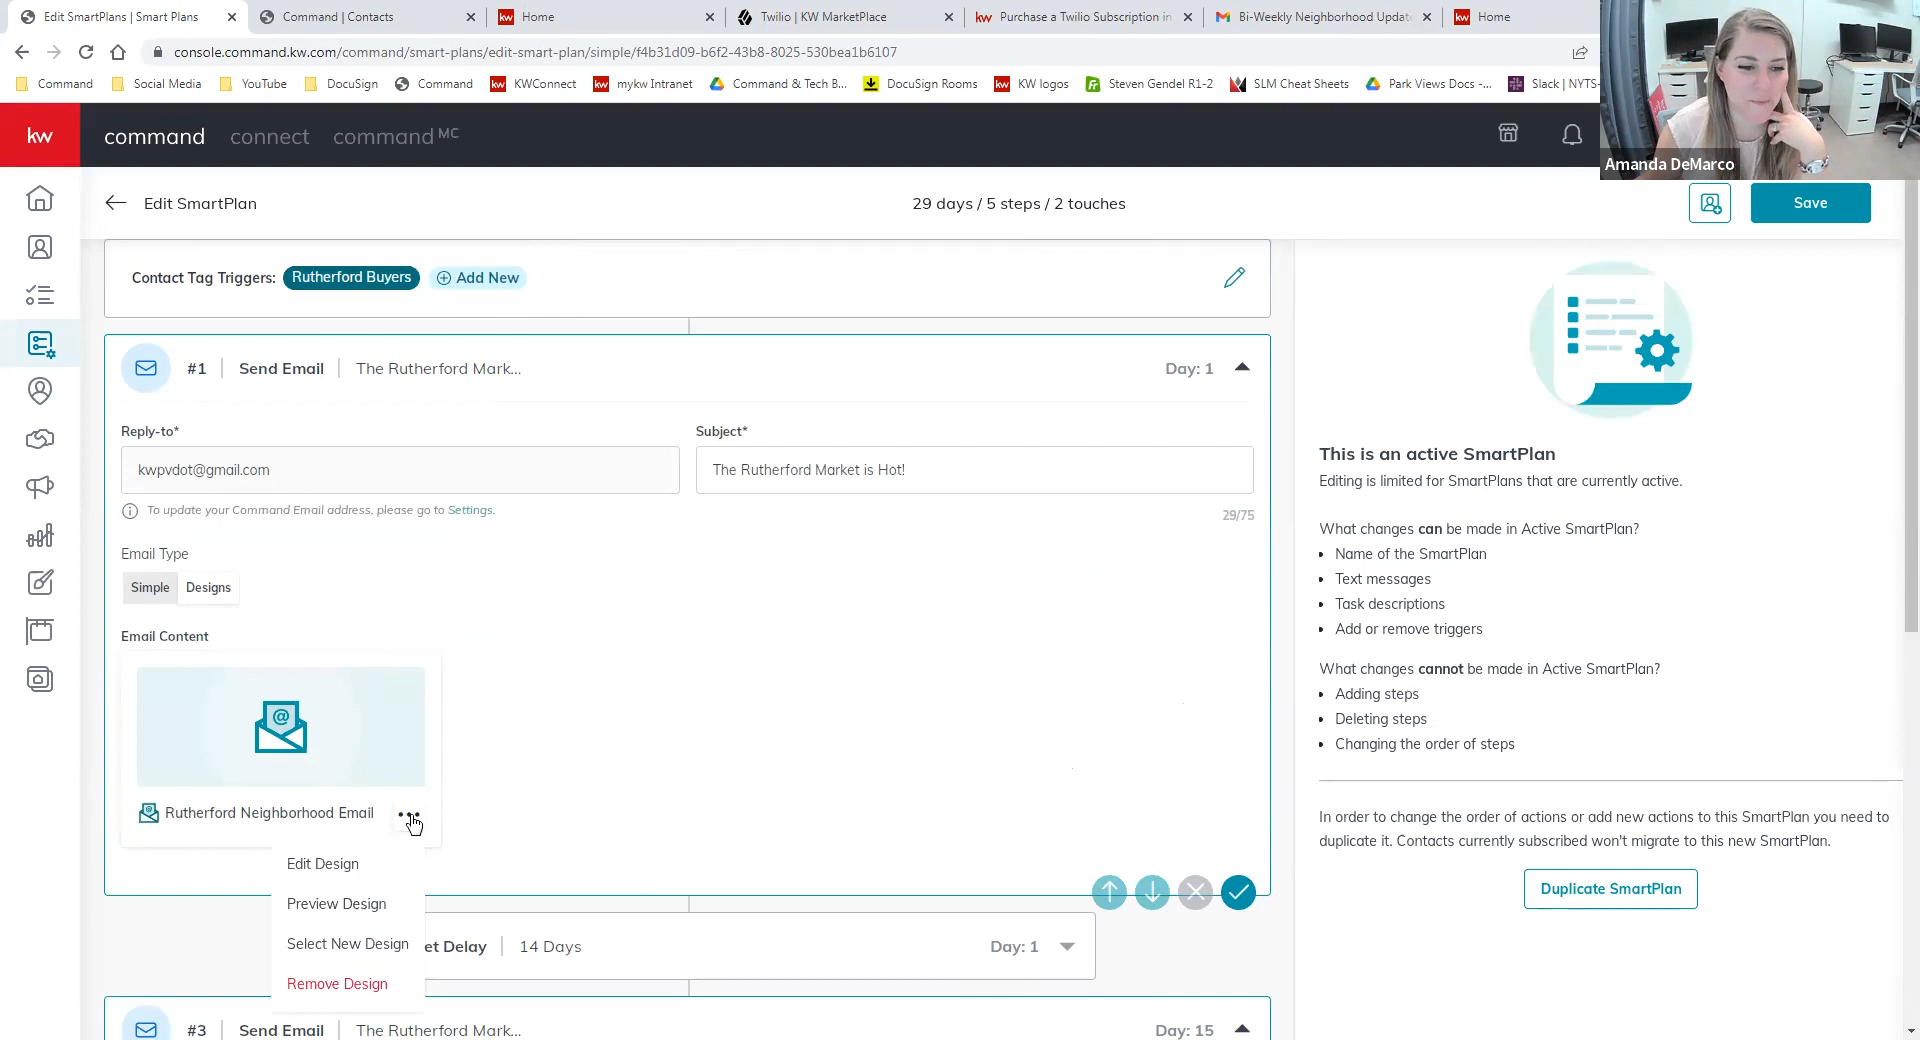 Edit SmartPlans | Smart Plans
Command | Contacts
kw Home
Twilio | KW MarketPlace
kw Purchase a Twilio Subscription in
Bi-Weekly Neighborhood Updat
kw Home
console.command.kw.com/command/smart-plans/edit-smart-plan/simple/f4b31d09-b6f2-43b8-8025-530bea1b6107
Command
Social Media
YouTube
DocuSign
Command
kw KWConnect
kw mykw Intranet
Command & Tech B...
DocuSign Rooms
kw KW logos
Steven Gendel R1-2
SLM Cheat Sheets
Park Views Docs -...
Slack | NYTS-
Amanda DeMarco
kw
command connect command MC
Edit SmartPlan
29 days / 5 steps / 2 touches
Save
Contact Tag Triggers: Rutherford Buyers Add New
#1 Send Email The Rutherford Mark... Day: 1
Reply-to* Subject*
kwpvdot@gmail.com The Rutherford Market is Hot!
To update your Command Email address, please go to Settings.
29/75
Email Type
Simple Designs
Email Content
@
Rutherford Neighborhood Email
Edit Design
Preview Design
Select New Design
Remove Design
et Delay 14 Days Day: 1
#3 Send Email The Rutherford Mark... Day: 15
This is an active SmartPlan
Editing is limited for SmartPlans that are currently active.
What changes can be made in Active SmartPlan?
• Name of the SmartPlan
• Text messages
• Task descriptions
• Add or remove triggers
What changes cannot be made in Active SmartPlan?
• Adding steps
• Deleting steps
• Changing the order of steps
In order to change the order of actions or add new actions to this SmartPlan you need to
duplicate it. Contacts currently subscribed won't migrate to this new SmartPlan.
Duplicate SmartPlan